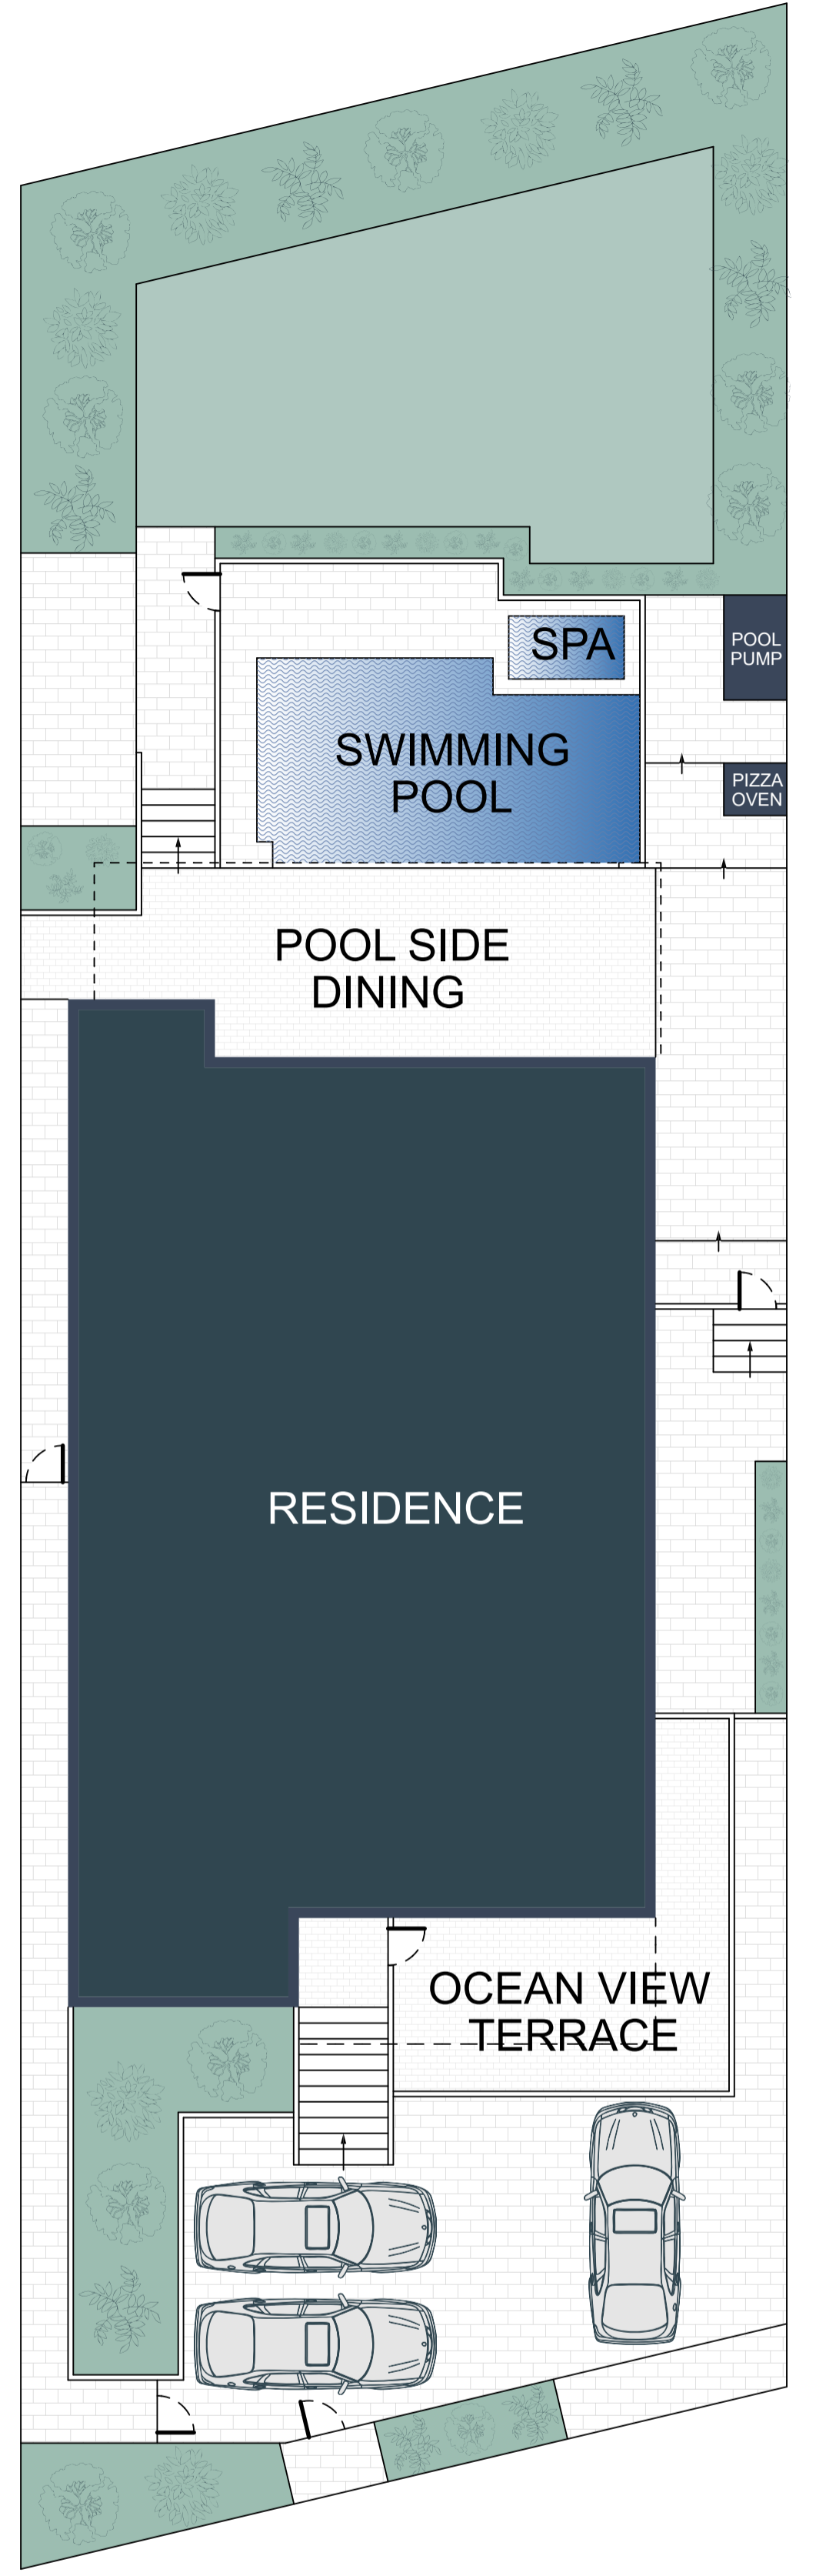 SPA
POOL
PUMP
SWIMMING
POOL
PIZZA
OVEN
POOL SIDE
DINING
RESIDENCE
OCEAN VIEW
TERRACE